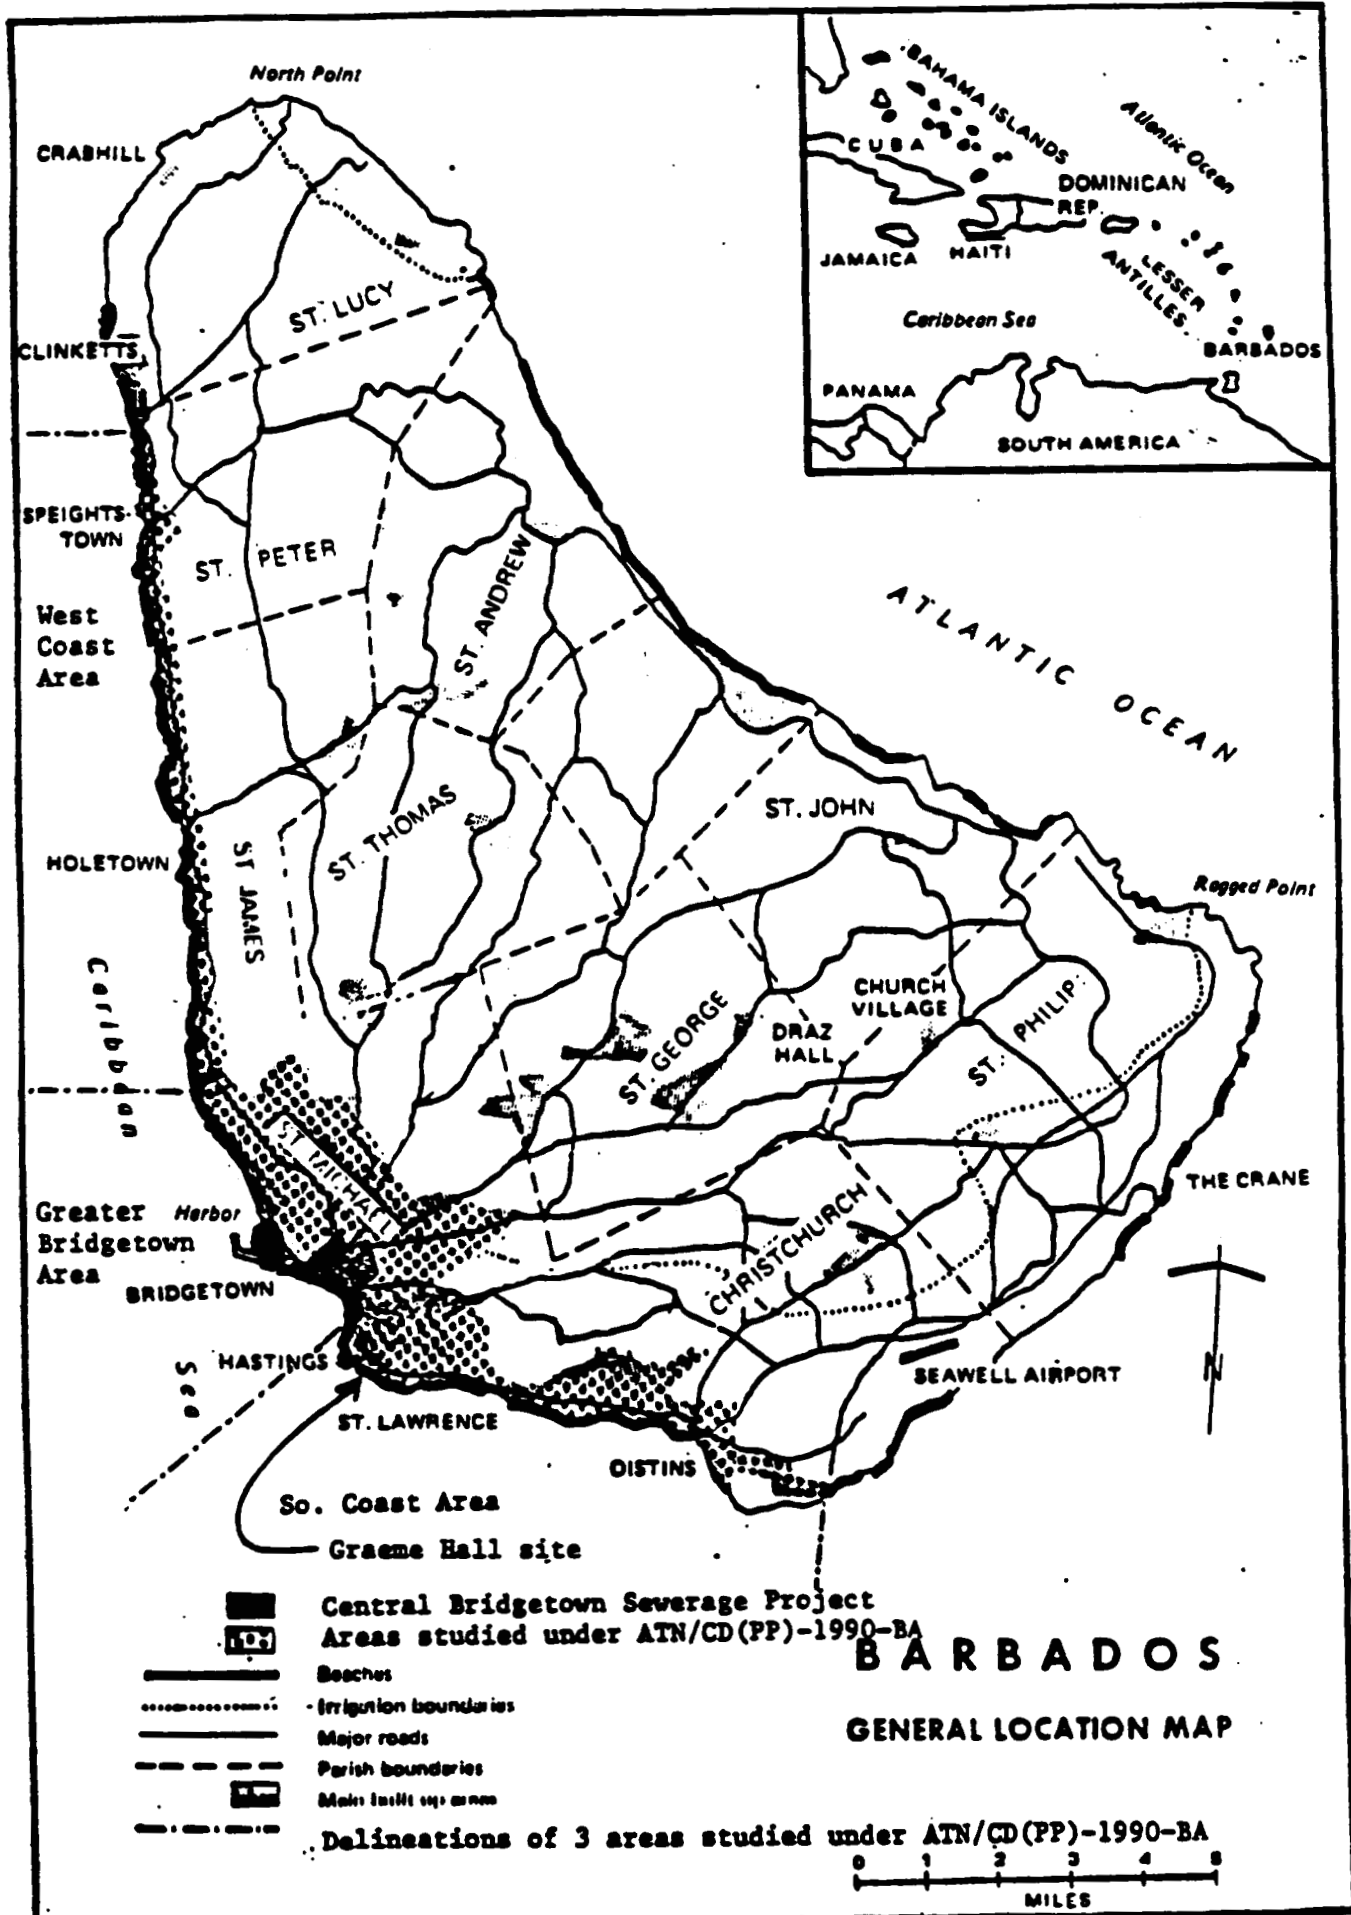 North Point
CRABHILL
ST. LUCY
CLINKETTS
SPEIGHTS-
TOWN
ST. PETER
West
Coast
Area
ST. ANDREW
HOLETOWN
ST JAMES
ST. THOMAS
ST. JOHN
Ragged Point
ATLANTIC OCEAN
Caribbean
Sea
ST. GEORGE
DRAZ
HALL
CHURCH
VILLAGE
ST. PHILIP
ST. MICHAEL
THE CRANE
Greater
Bridgetown
Area
Harbor
BRIDGETOWN
CHRISTCHURCH
HASTINGS
ST. LAWRENCE
SEAWELL AIRPORT
N
OISTINS
So. Coast Area
Graeme Hall site
BAHAMA ISLANDS
Atlantic Ocean
CUBA
DOMINICAN
REP.
JAMAICA
HAITI
LESSER
ANTILLES
Caribbean Sea
BARBADOS
PANAMA
SOUTH AMERICA
Central Bridgetown Sewerage Project
Areas studied under ATN/CD(PP)-1990-BA
Beaches
Irrigation boundaries
Major roads
Parish boundaries
Main built up areas
Delineations of 3 areas studied under ATN/CD(PP)-1990-BA
BARBADOS
GENERAL LOCATION MAP
0 1 2 3 4 5
MILES